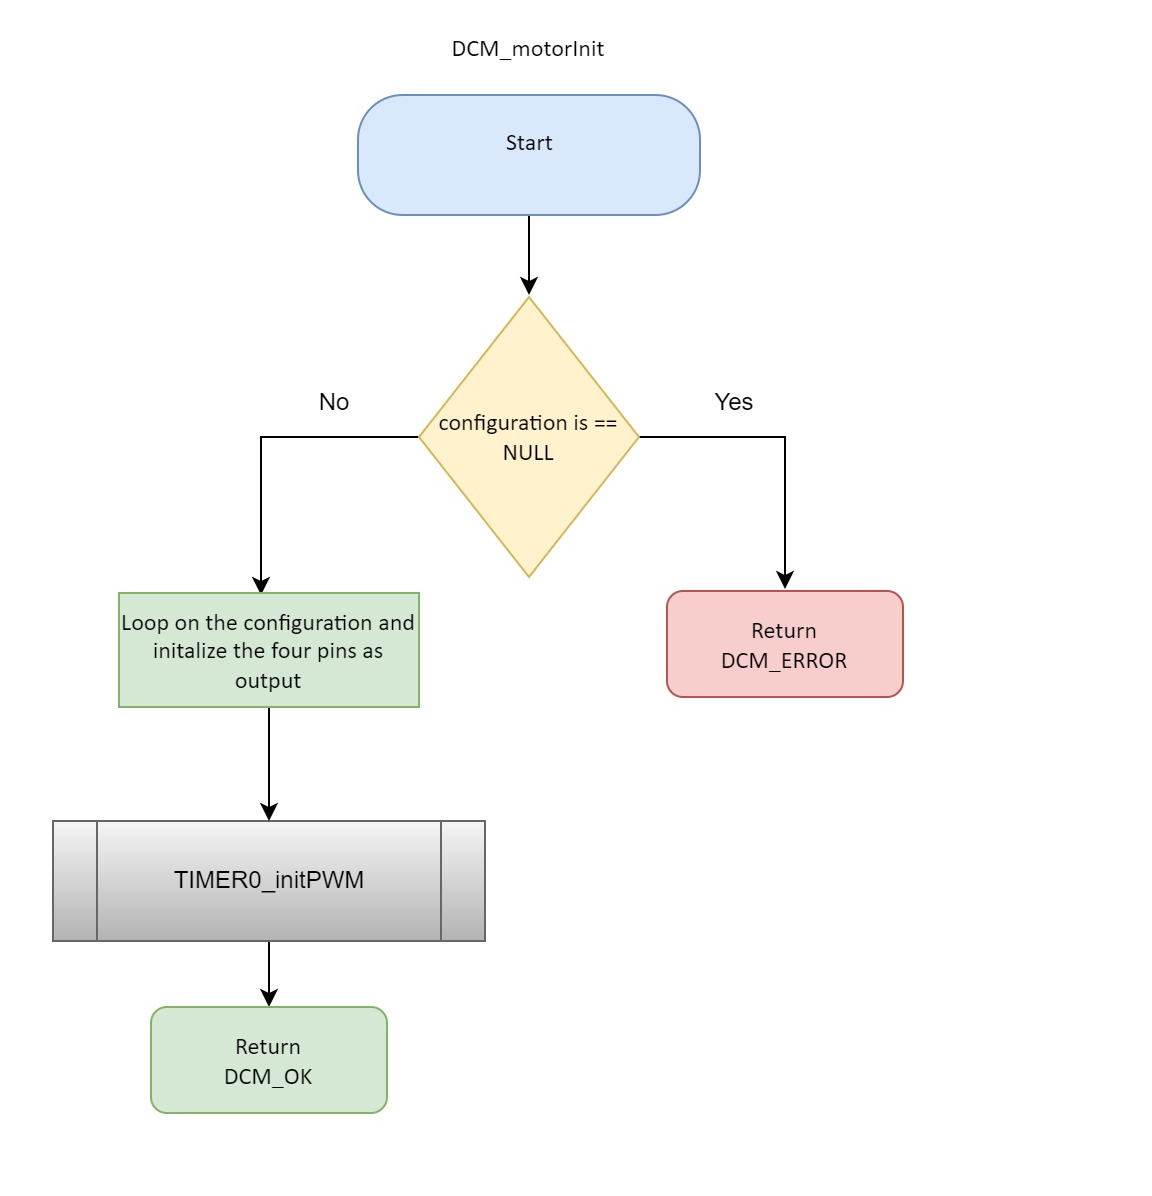 DCM_motorInit
Start
configuration is ==
NULL
No
Yes
Loop on the configuration and
initalize the four pins as
output
Return
DCM_ERROR
TIMER0_initPWM
Return
DCM_OK